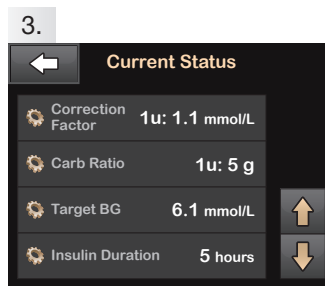 3.
Current Status
Correction Factor 1u: 1.1 mmol/L
Carb Ratio 1u: 5 g
Target BG 6.1 mmol/L
Insulin Duration 5 hours